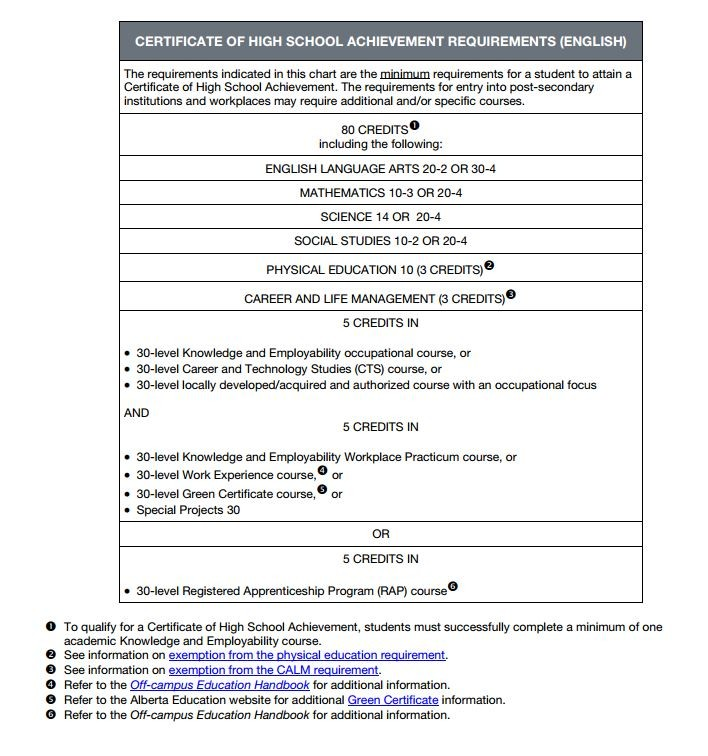 CERTIFICATE OF HIGH SCHOOL ACHIEVEMENT REQUIREMENTS (ENGLISH)
The requirements indicated in this chart are the minimum requirements for a student to attain a
Certificate of High School Achievement. The requirements for entry into post-secondary
institutions and workplaces may require additional and/or specific courses.
80 CREDITS❶
including the following:
ENGLISH LANGUAGE ARTS 20-2 OR 30-4
MATHEMATICS 10-3 OR 20-4
SCIENCE 14 OR 20-4
SOCIAL STUDIES 10-2 OR 20-4
PHYSICAL EDUCATION 10 (3 CREDITS)❷
CAREER AND LIFE MANAGEMENT (3 CREDITS)❸
5 CREDITS IN
• 30-level Knowledge and Employability occupational course, or
• 30-level Career and Technology Studies (CTS) course, or
• 30-level locally developed/acquired and authorized course with an occupational focus
AND
5 CREDITS IN
• 30-level Knowledge and Employability Workplace Practicum course, or
• 30-level Work Experience course,❹ or
• 30-level Green Certificate course,❺ or
• Special Projects 30
OR
5 CREDITS IN
• 30-level Registered Apprenticeship Program (RAP) course❻
❶ To qualify for a Certificate of High School Achievement, students must successfully complete a minimum of one
academic Knowledge and Employability course.
❷ See information on exemption from the physical education requirement.
❸ See information on exemption from the CALM requirement.
❹ Refer to the Off-campus Education Handbook for additional information.
❺ Refer to the Alberta Education website for additional Green Certificate information.
❻ Refer to the Off-campus Education Handbook for additional information.